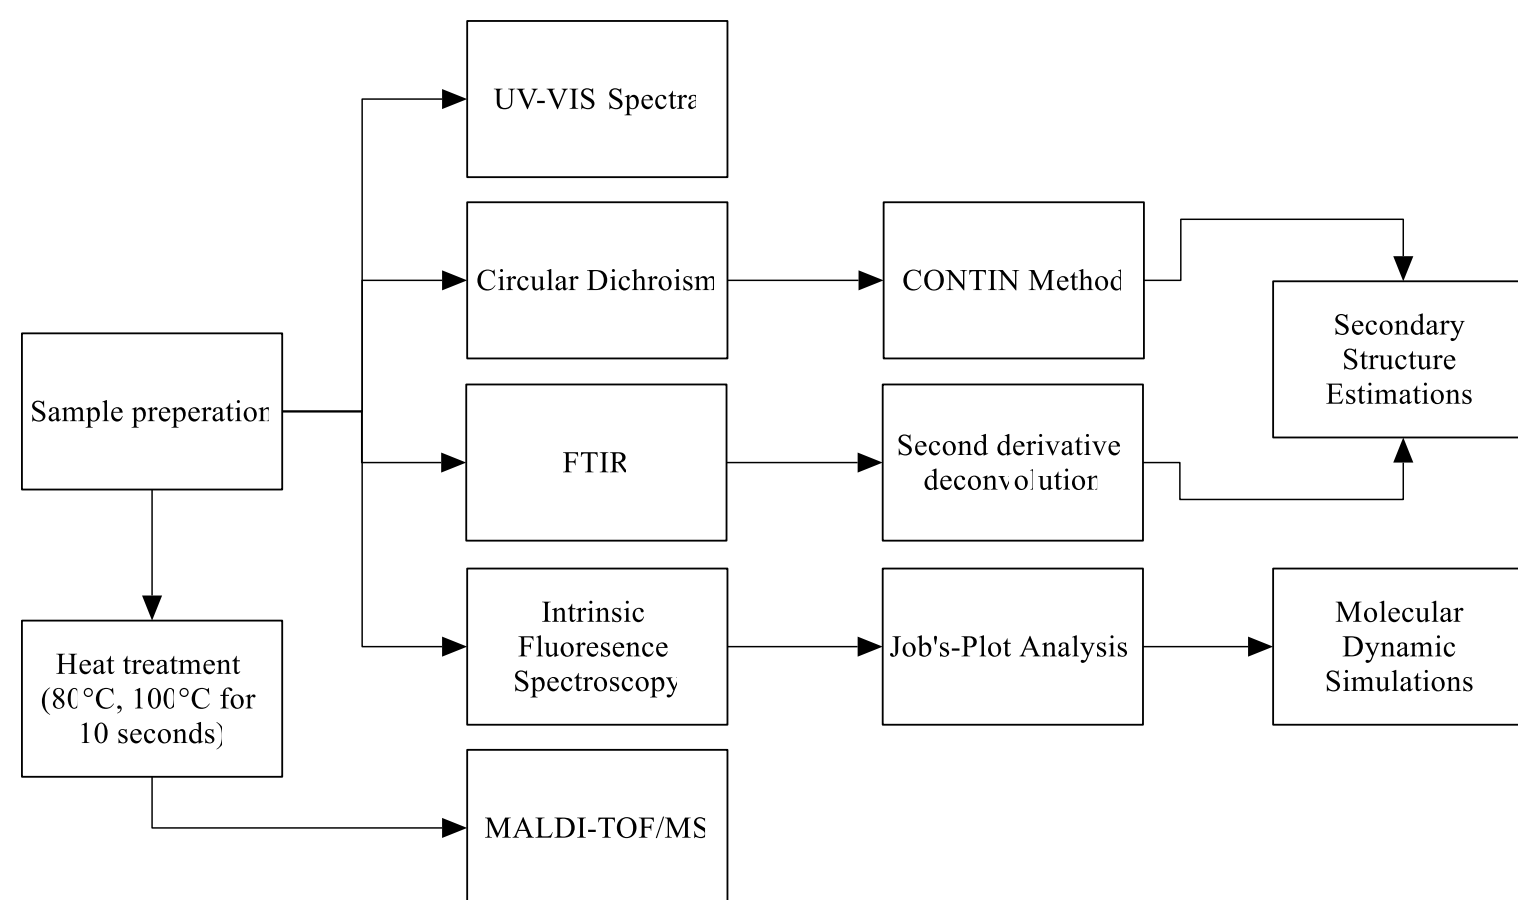 UV-VIS Spectra
Circular Dichroism
CONTIN Method
Secondary
Structure
Estimations
Sample preperation
FTIR
Second derivative
deconvolution
Intrinsic
Fluoresence
Spectroscopy
Job's-Plot Analysis
Molecular
Dynamic
Simulations
Heat treatment
(80°C, 100°C for
10 seconds)
MALDI-TOF/MS